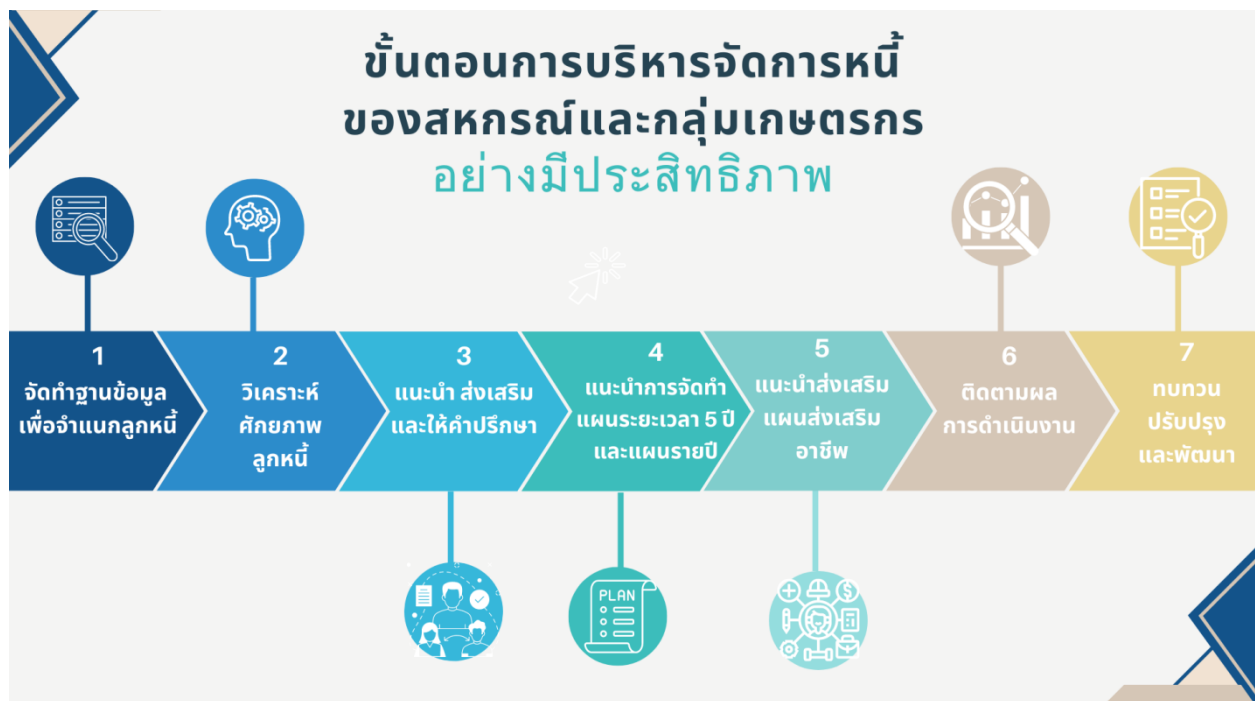 ขั้นตอนการบริหารจัดการหนี้
ของสหกรณ์และกลุ่มเกษตรกร
อย่างมีประสิทธิภาพ
1
จัดทำฐานข้อมูล
เพื่อจำแนกลูกหนี้
2
วิเคราะห์
ศักยภาพ
ลูกหนี้
3
แนะนำ ส่งเสริม
และให้คำปรึกษา
4
แนะนำการจัดทำ
แผนระยะเวลา 5 ปี
และแผนรายปี
5
แนะนำส่งเสริม
แผนส่งเสริม
อาชีพ
6
ติดตามผล
การดำเนินงาน
7
ทบทวน
ปรับปรุง
และพัฒนา
PLAN